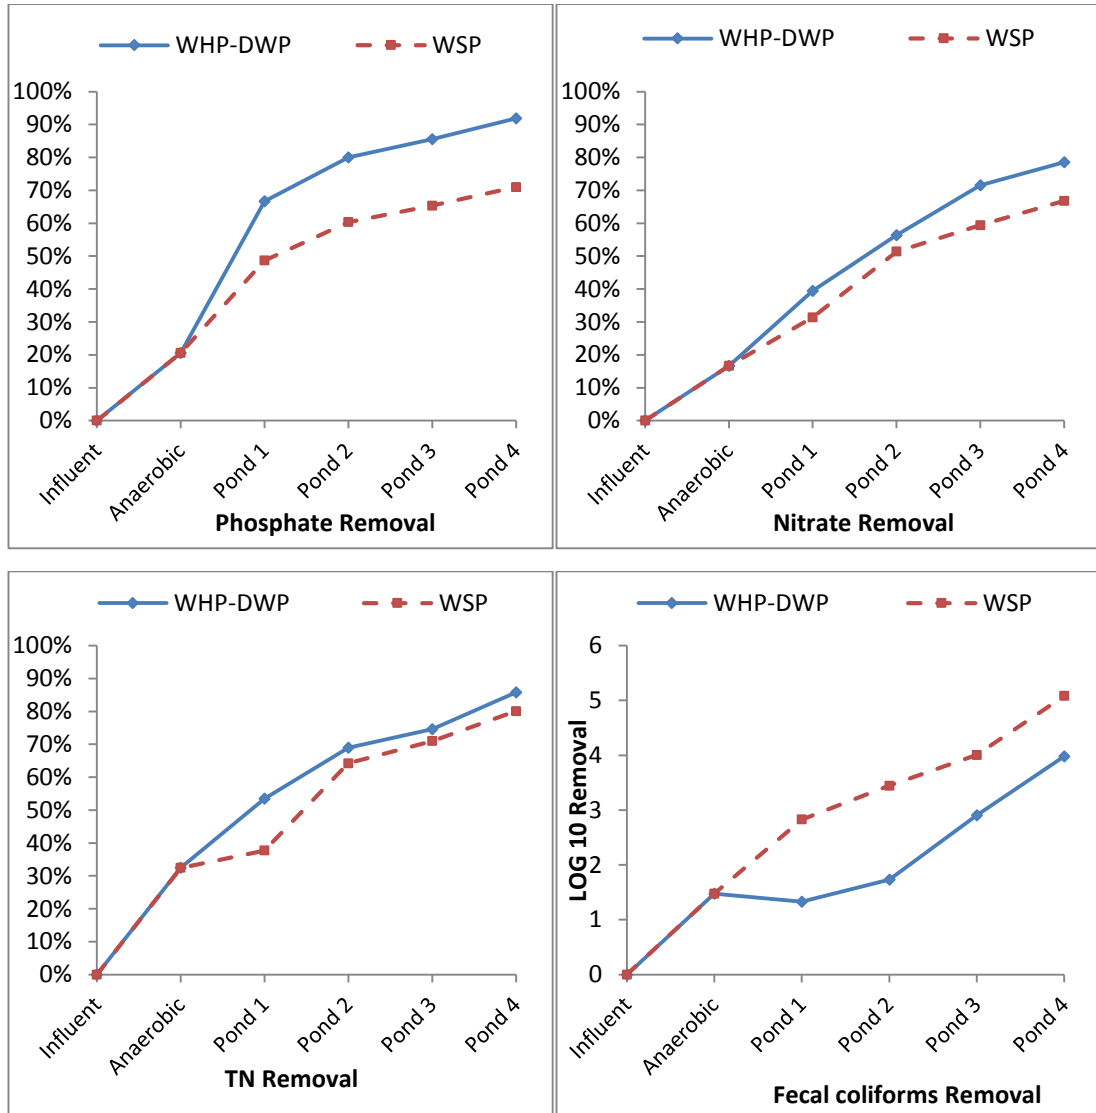 WHP-DWP WSP
100%
90%
80%
70%
60%
50%
40%
30%
20%
10%
0%
Influent
Anaerobic
Pond 1
Pond 2
Pond 3
Pond 4
Phosphate Removal
WHP-DWP WSP
100%
90%
80%
70%
60%
50%
40%
30%
20%
10%
0%
Influent
Anaerobic
Pond 1
Pond 2
Pond 3
Pond 4
Nitrate Removal
WHP-DWP WSP
100%
90%
80%
70%
60%
50%
40%
30%
20%
10%
0%
Influent
Anaerobic
Pond 1
Pond 2
Pond 3
Pond 4
TN Removal
WHP-DWP WSP
LOG 10 Removal
6
5
4
3
2
1
0
Influent
Anaerobic
Pond 1
Pond 2
Pond 3
Pond 4
Fecal coliforms Removal